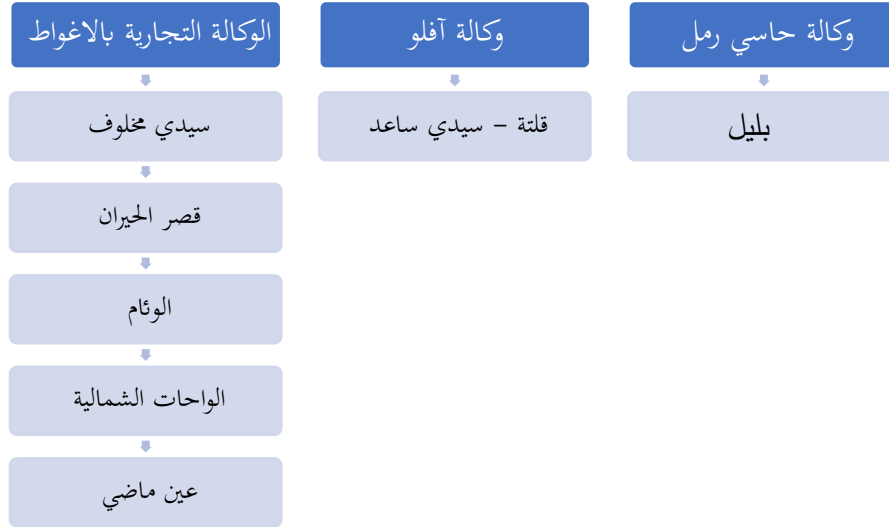 وكالة حاسي رمل
بليل
وكالة آفلو
قلتة – سيدي ساعد
الوكالة التجارية بالاغواط
سيدي مخلوف
قصر الحيران
الوئام
الواحات الشمالية
عين ماضي